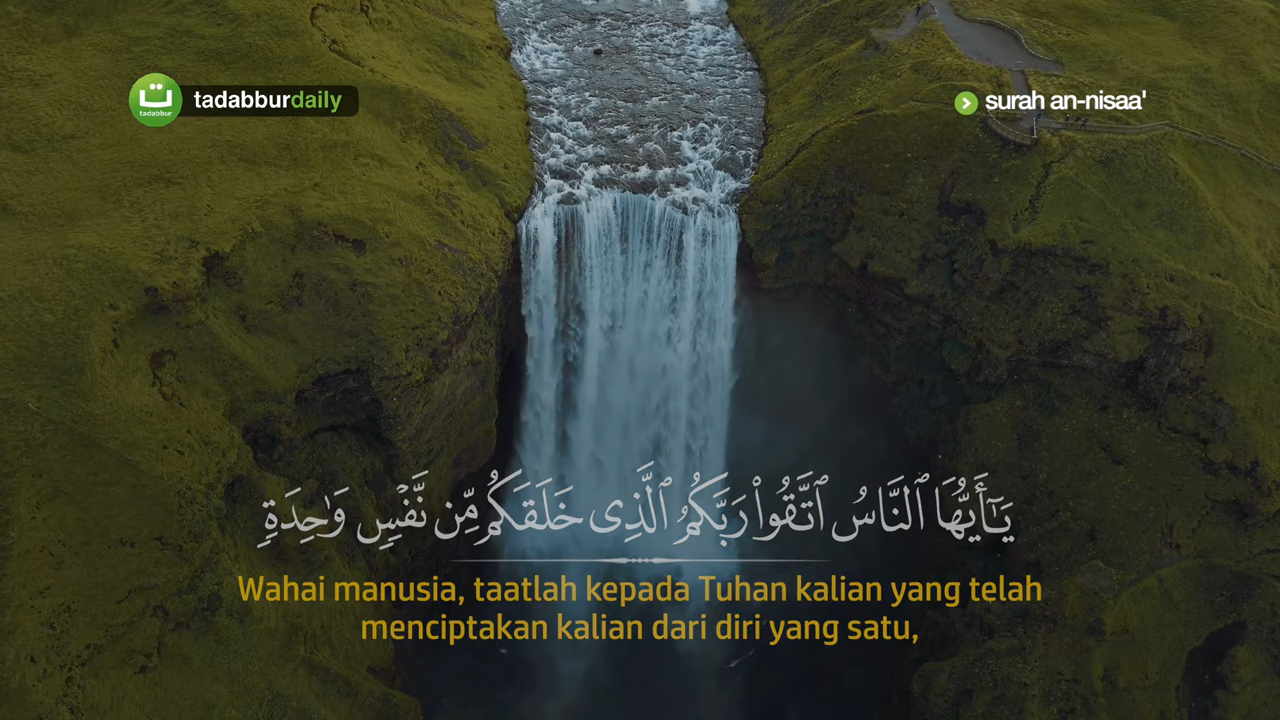 ت
tadabbur
tadabburdaily
surah an-nisaa'
يَـٰٓأَيُّهَا ٱلنَّاسُ ٱتَّقُوا۟ رَبَّكُمُ ٱلَّذِى خَلَقَكُم مِّن نَّفْسٍ وَٰحِدَةٍ
Wahai manusia, taatlah kepada Tuhan kalian yang telah
menciptakan kalian dari diri yang satu,